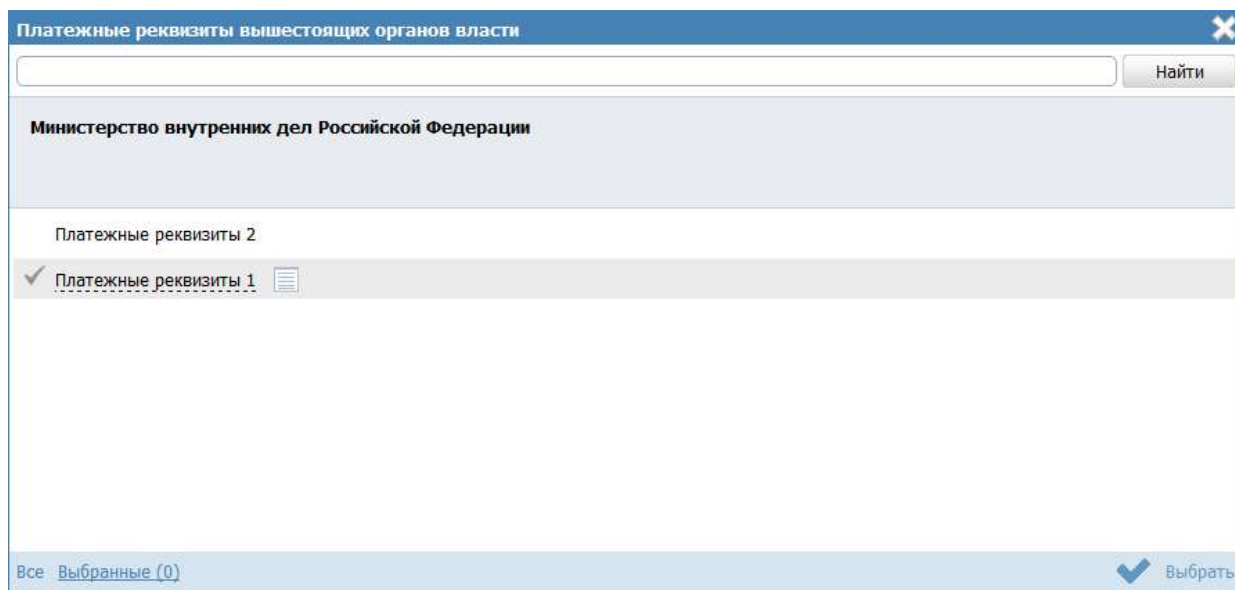 Платежные реквизиты вышестоящих органов власти
Найти
Министерство внутренних дел Российской Федерации
Платежные реквизиты 2
Платежные реквизиты 1
Все Выбранные (0) Выбрать